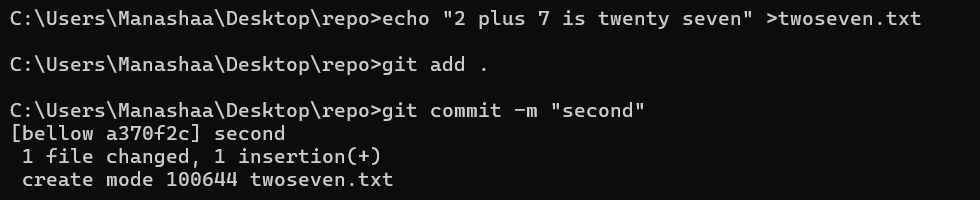 C:\Users\Manashaa\Desktop\repo>echo "2 plus 7 is twenty seven" >twoseven.txt
C:\Users\Manashaa\Desktop\repo>git add .
C:\Users\Manashaa\Desktop\repo>git commit -m "second"
[bellow a370f2c] second
1 file changed, 1 insertion(+)
create mode 100644 twoseven.txt